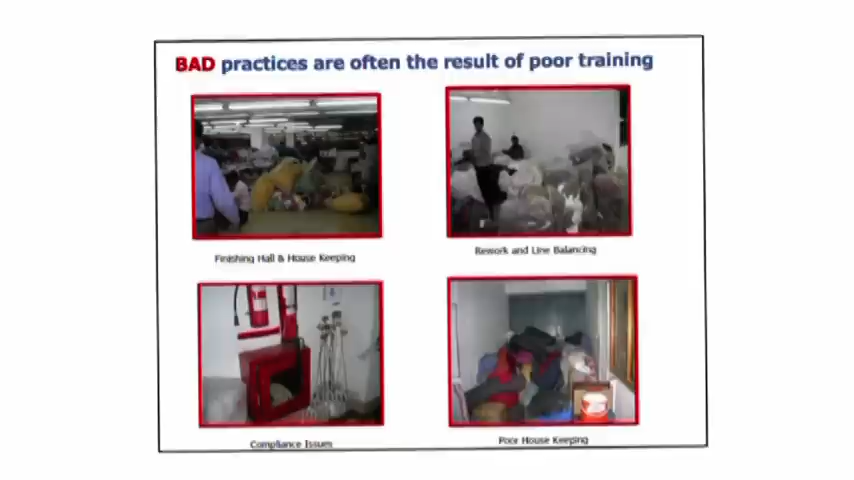 BAD practices are often the result of poor training
Finishing Hall & House Keeping
Rework and Line Balancing
Compliance Issues
Poor House Keeping